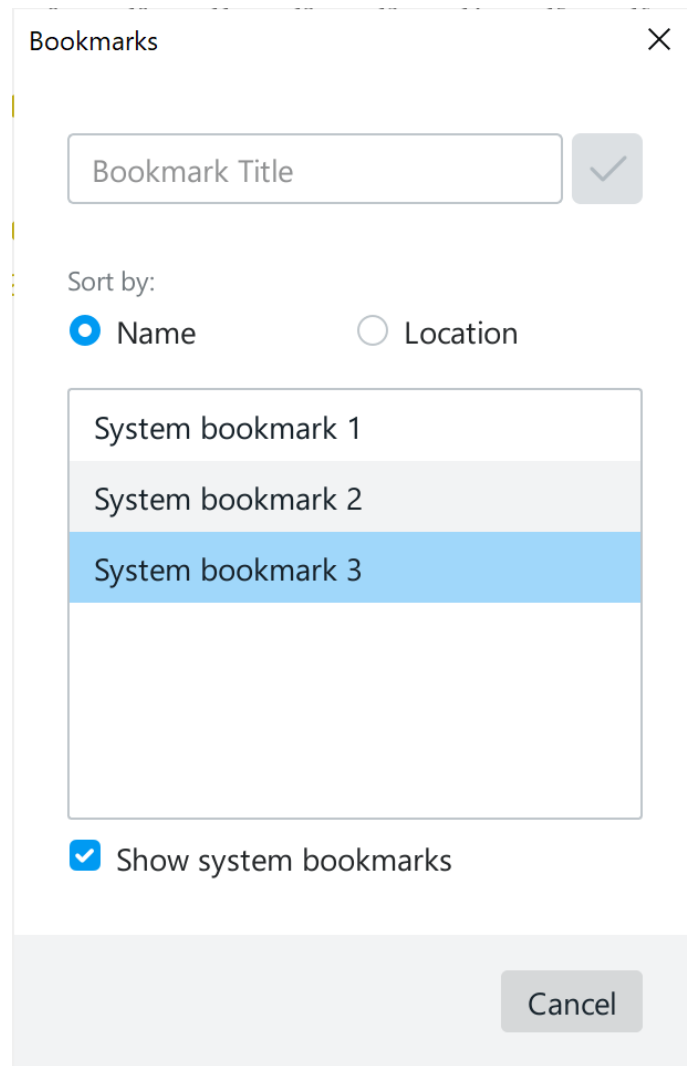 Bookmarks
Bookmark Title
Sort by:
Name Location
System bookmark 1
System bookmark 2
System bookmark 3
Show system bookmarks
Cancel